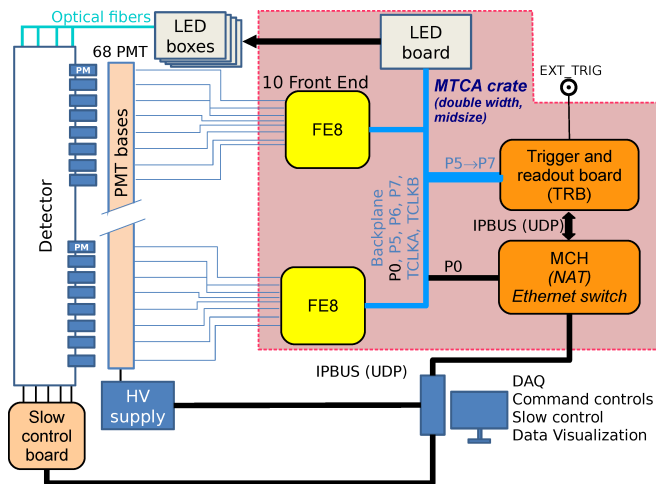 Optical fibers
LED
boxes
LED
board
68 PMT
PM
PMT bases
Detector
PM
10 Front End
FE8
FE8
MTCA crate
(double width,
midsize)
EXT_TRIG
P5→P7
Trigger and
readout board
(TRB)
Backplane
P0, P5, P6, P7,
TCLKA, TCLKB
IPBUS (UDP)
P0
MCH
(NAT)
Ethernet switch
IPBUS (UDP)
HV
supply
Slow
control
board
DAQ
Command controls
Slow control
Data Visualization